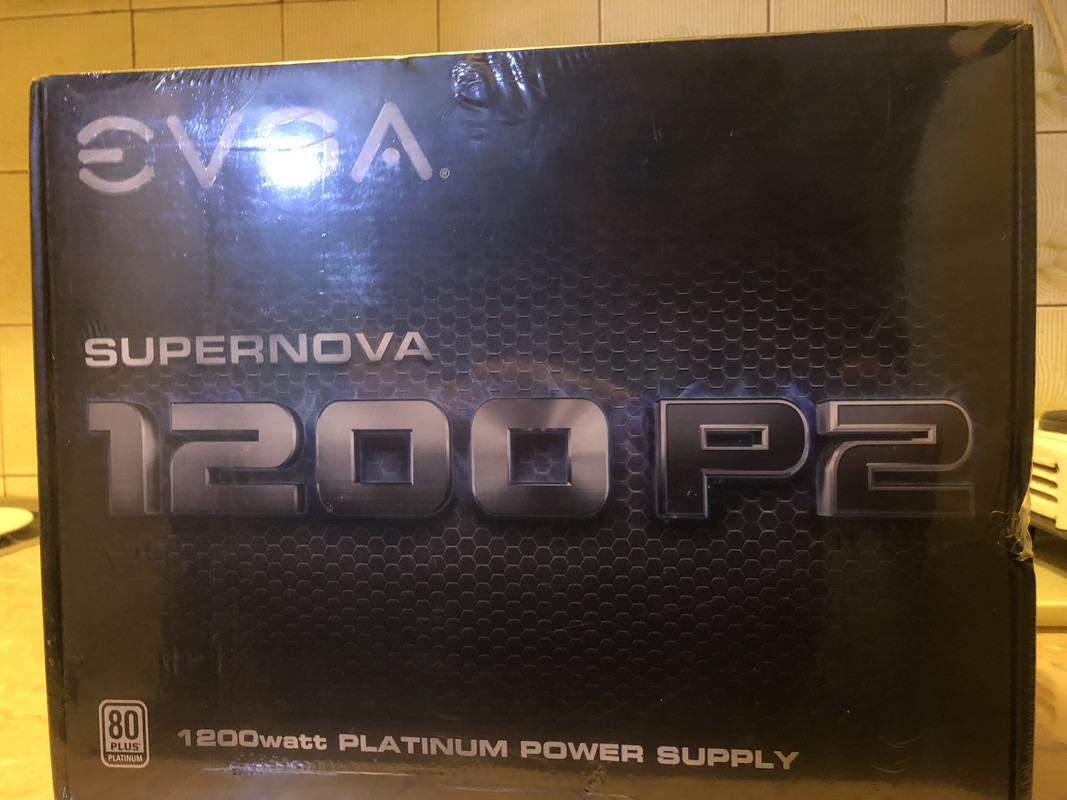 EVGA®
SUPERNOVA
1200 P2
80
PLUS
PLATINUM
1200watt PLATINUM POWER SUPPLY